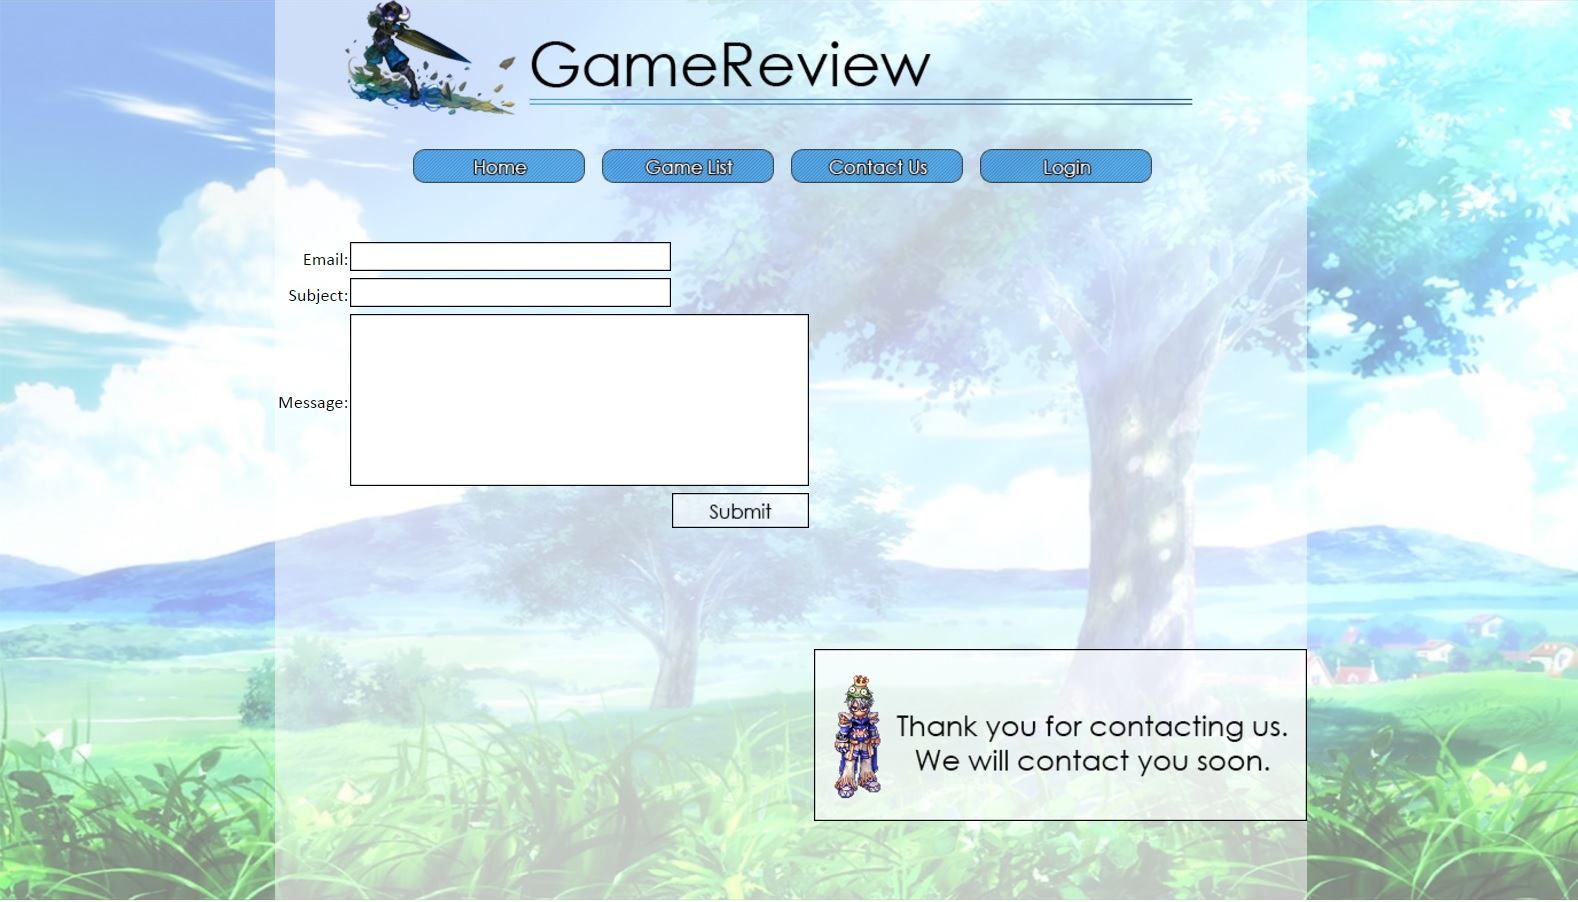 GameReview
Home
Game List
Contact Us
Login
Email:
Subject:
Message:
Submit
Thank you for contacting us.
We will contact you soon.